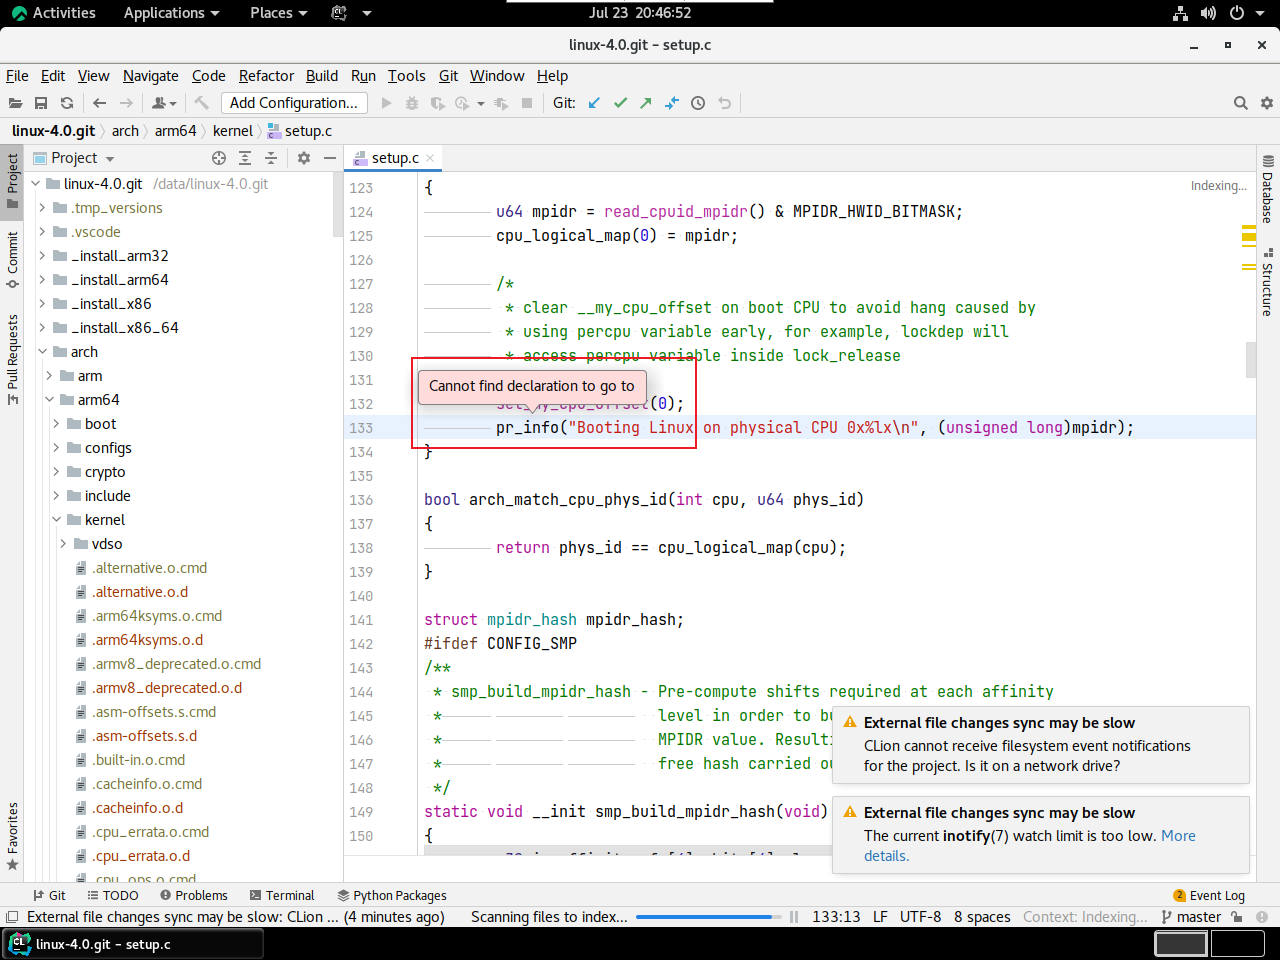 Activities Applications Places Jul 23 20:46:52
linux-4.0.git – setup.c
File Edit View Navigate Code Refactor Build Run Tools Git Window Help
Add Configuration... Git:
linux-4.0.git arch arm64 kernel setup.c
Project
setup.c
Project
Commit
Pull Requests
Favorites
linux-4.0.git /data/linux-4.0.git
.tmp_versions
.vscode
_install_arm32
_install_arm64
_install_x86
_install_x86_64
arch
arm
arm64
boot
configs
crypto
include
kernel
vdso
.alternative.o.cmd
.alternative.o.d
.arm64ksyms.o.cmd
.arm64ksyms.o.d
.armv8_deprecated.o.cmd
.armv8_deprecated.o.d
.asm-offsets.s.cmd
.asm-offsets.s.d
.built-in.o.cmd
.cacheinfo.o.cmd
.cacheinfo.o.d
.cpu_errata.o.cmd
.cpu_errata.o.d
.cpu_ops.o.cmd
Indexing...
123 {
124 u64 mpidr = read_cpuid_mpidr() & MPIDR_HWID_BITMASK;
125 cpu_logical_map(0) = mpidr;
126
127 /*
128 * clear __my_cpu_offset on boot CPU to avoid hang caused by
129 * using percpu variable early, for example, lockdep will
130 * access percpu variable inside lock_release
131
Cannot find declaration to go to
132 set_my_cpu_offset(0);
133 pr_info("Booting Linux on physical CPU 0x%lx\n", (unsigned long)mpidr);
134 }
135
136 bool arch_match_cpu_phys_id(int cpu, u64 phys_id)
137 {
138 return phys_id == cpu_logical_map(cpu);
139 }
140
141 struct mpidr_hash mpidr_hash;
142 #ifdef CONFIG_SMP
143 /**
144 * smp_build_mpidr_hash - Pre-compute shifts required at each affinity
145 * level in order to bu
146 * MPIDR value. Resulti
147 * free hash carried ou
148 */
149 static void __init smp_build_mpidr_hash(void)
150 {
Database
Structure
External file changes sync may be slow
CLion cannot receive filesystem event notifications
for the project. Is it on a network drive?
External file changes sync may be slow
The current inotify(7) watch limit is too low. More
details.
Git TODO Problems Terminal Python Packages 2 Event Log
External file changes sync may be slow: CLion ... (4 minutes ago) Scanning files to index... 133:13 LF UTF-8 8 spaces Context: Indexing... master
CL linux-4.0.git – setup.c